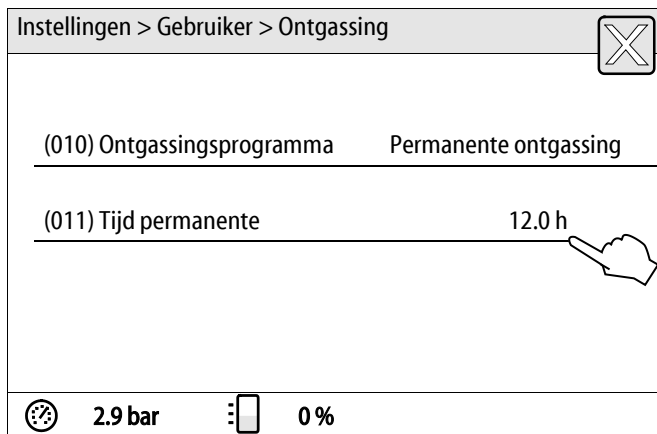 Instellingen > Gebruiker > Ontgassing
(010) Ontgassingsprogramma Permanente ontgassing
(011) Tijd permanente 12.0 h
2.9 bar 0 %